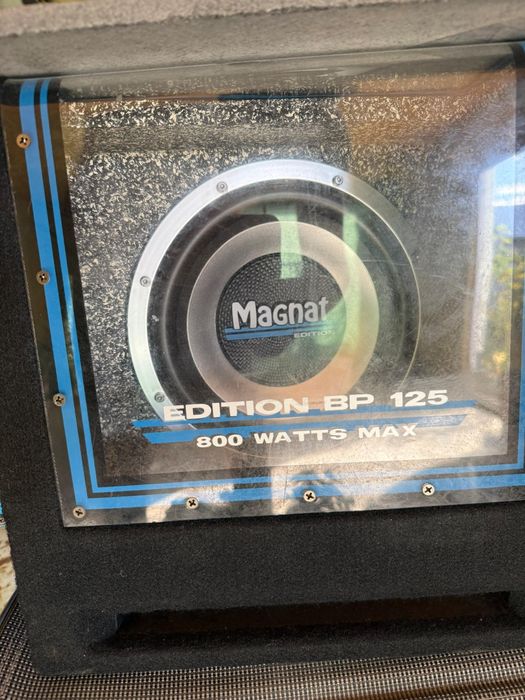 Magnat
EDITION
EDITION BP 125
800 WATTS MAX